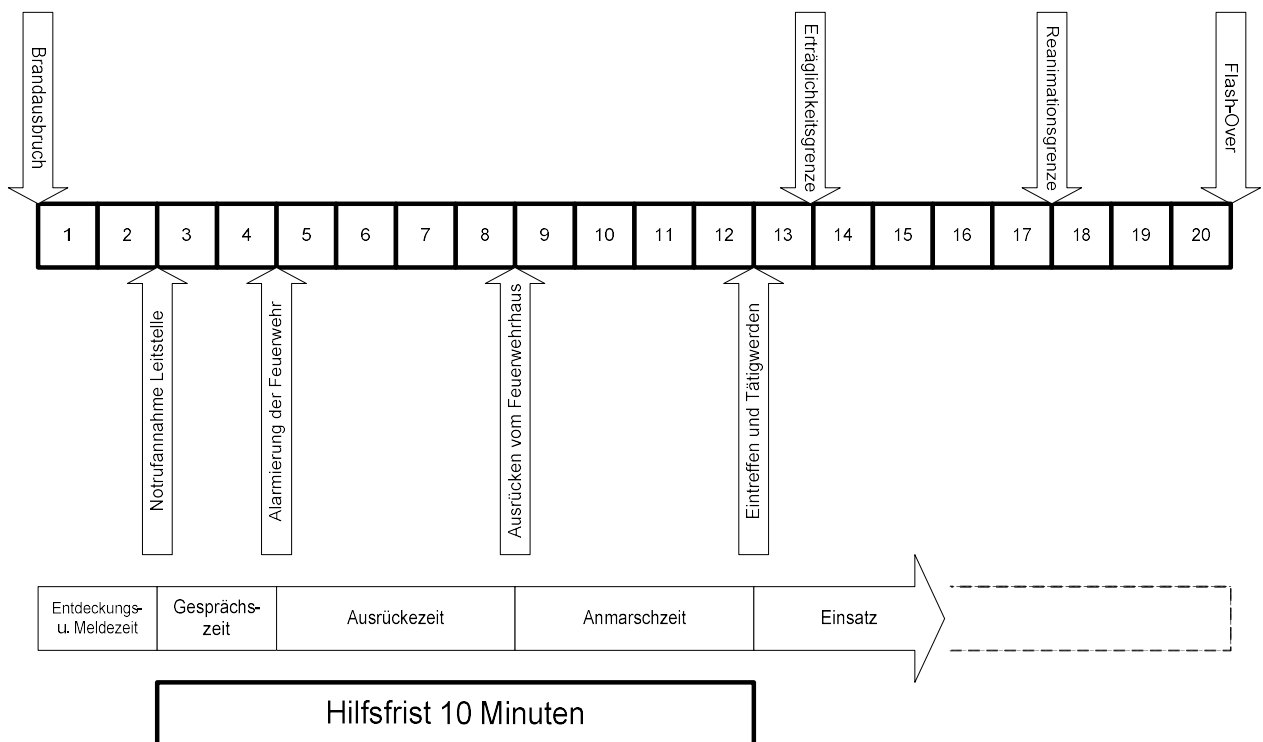 Brandausbruch
Erträglichkeitsgrenze
Reanimationsgrenze
Flash-Over
1 2 3 4 5 6 7 8 9 10 11 12 13 14 15 16 17 18 19 20
Notrufannahme Leitstelle
Alarmierung der Feuerwehr
Ausrücken vom Feuerwehrhaus
Eintreffen und Tätigwerden
Entdeckungs-
u. Meldezeit
Gesprächs-
zeit
Ausrückezeit
Anmarschzeit
Einsatz
Hilfsfrist 10 Minuten